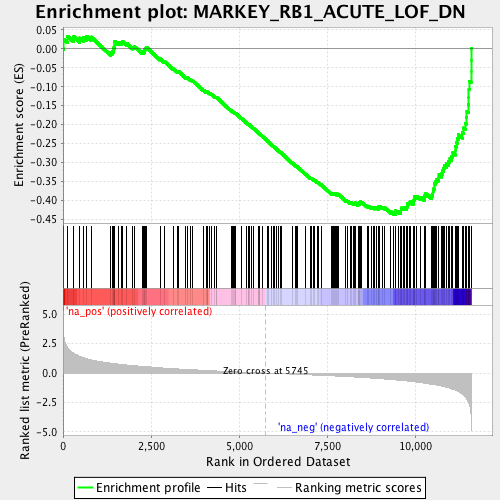 Enrichment plot: MARKEY_RB1_ACUTE_LOF_DN
Enrichment score (ES)
0.05
0.00
-0.05
-0.10
-0.15
-0.20
-0.25
-0.30
-0.35
-0.40
-0.45
'na_pos' (positively correlated)
Zero cross at 5745
'na_neg' (negatively correlated)
Ranked list metric (PreRanked)
5.0
2.5
0.0
-2.5
-5.0
0
2,500
5,000
7,500
10,000
Rank in Ordered Dataset
Enrichment profile
Hits
Ranking metric scores